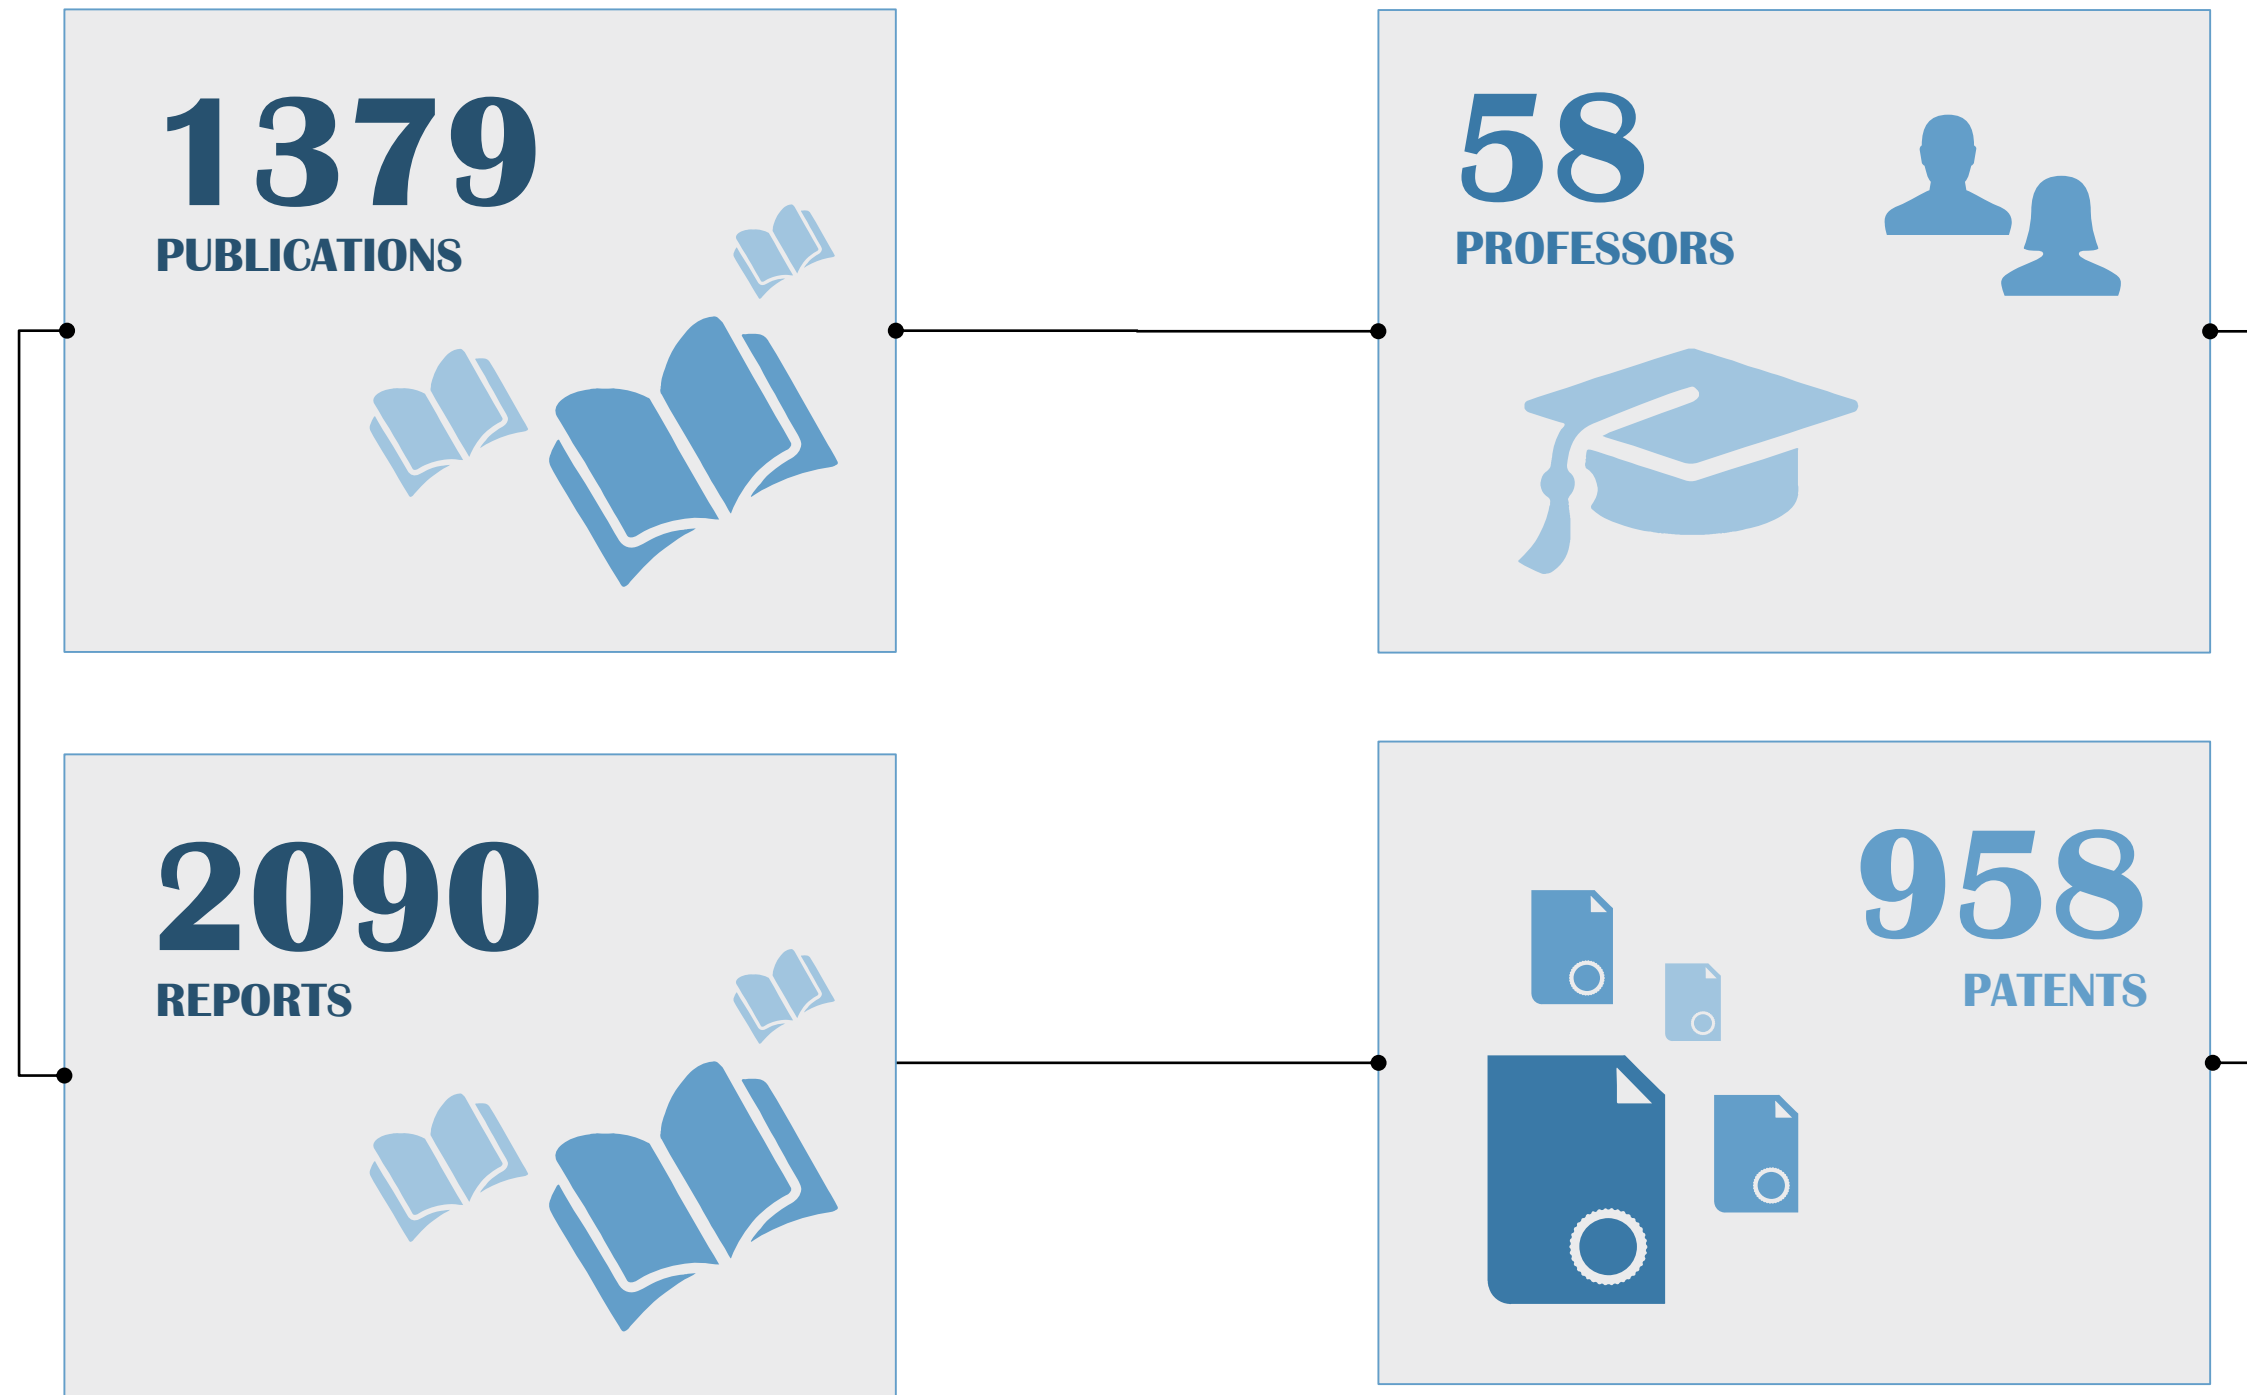 1379
PUBLICATIONS
58
PROFESSORS
2090
REPORTS
958
PATENTS